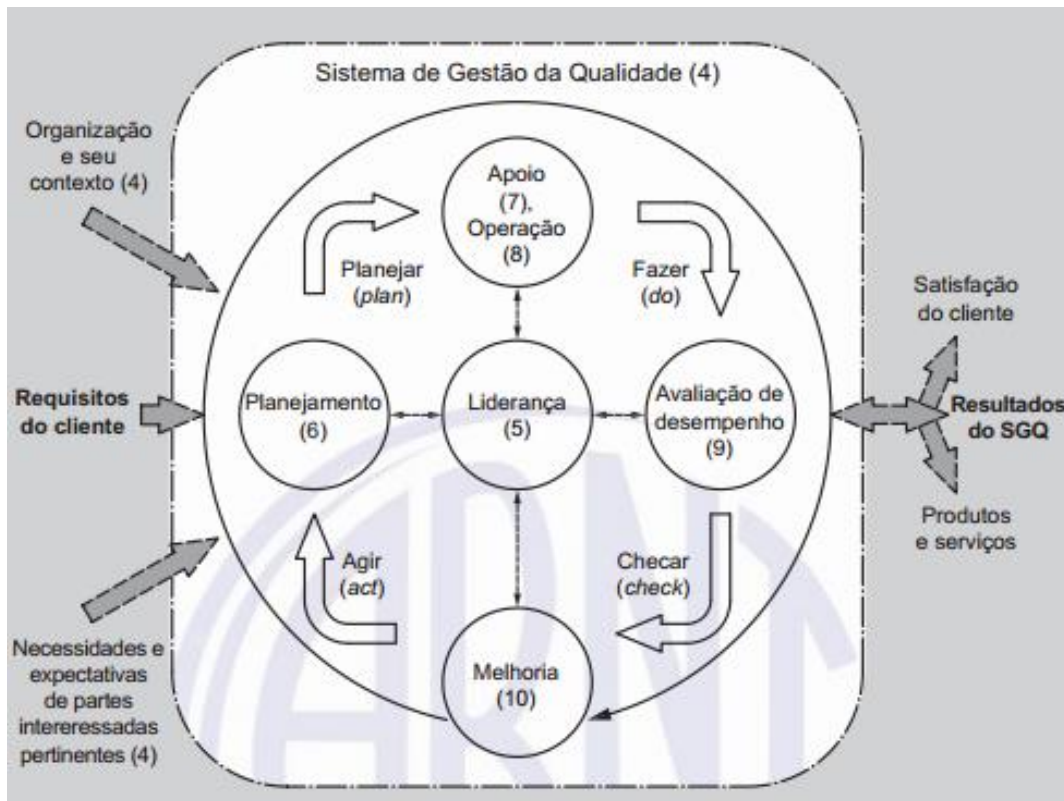 Sistema de Gestão da Qualidade (4)
Organização
e seu
contexto (4)
Requisitos
do cliente
Necessidades e
expectativas
de partes
intereressadas
pertinentes (4)
Planejar
(plan)
Apoio
(7),
Operação
(8)
Fazer
(do)
Planejamento
(6)
Liderança
(5)
Avaliação de
desempenho
(9)
Agir
(act)
Checar
(check)
Melhoria
(10)
Satisfação
do cliente
Resultados
do SGQ
Produtos
e serviços
ABNT